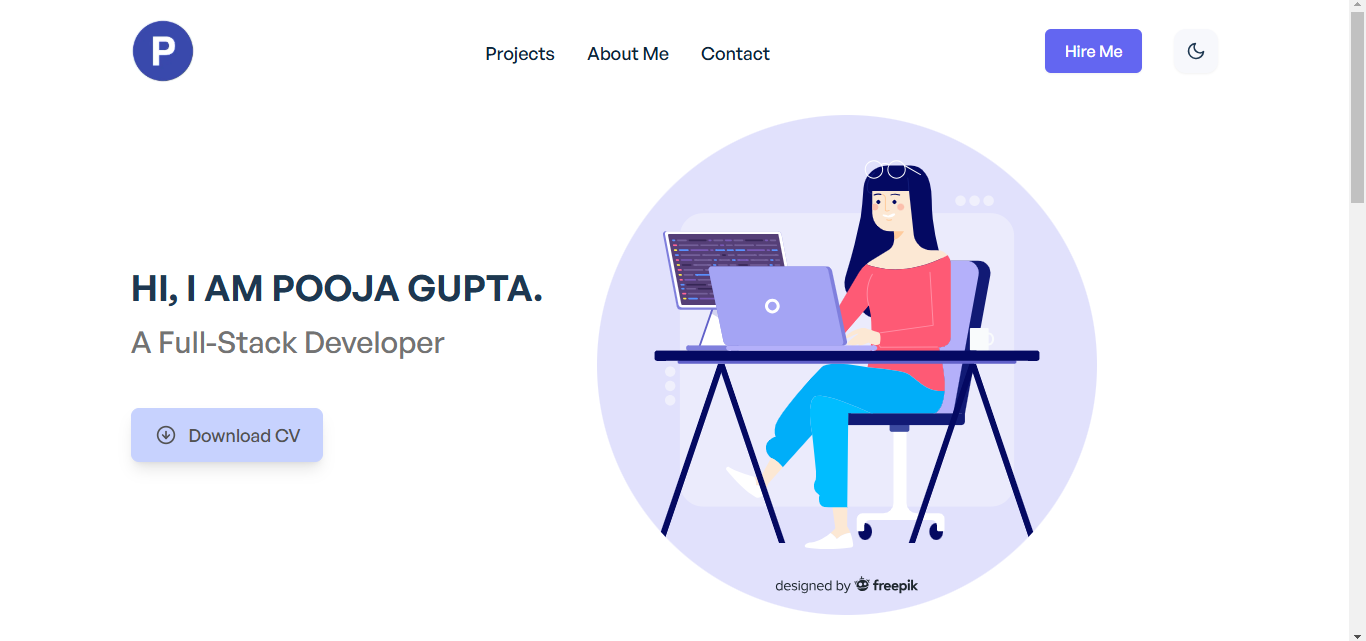 P
Projects About Me Contact Hire Me
HI, I AM POOJA GUPTA.
A Full-Stack Developer
Download CV
designed by freepik